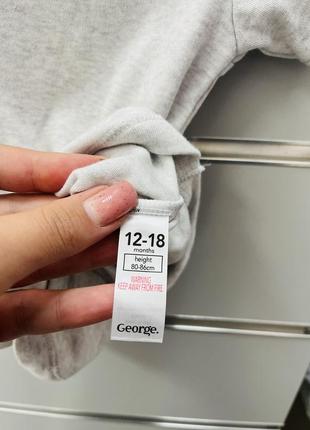 12-18
months
height
80-86cm
WARNING
KEEP AWAY FROM FIRE
George.